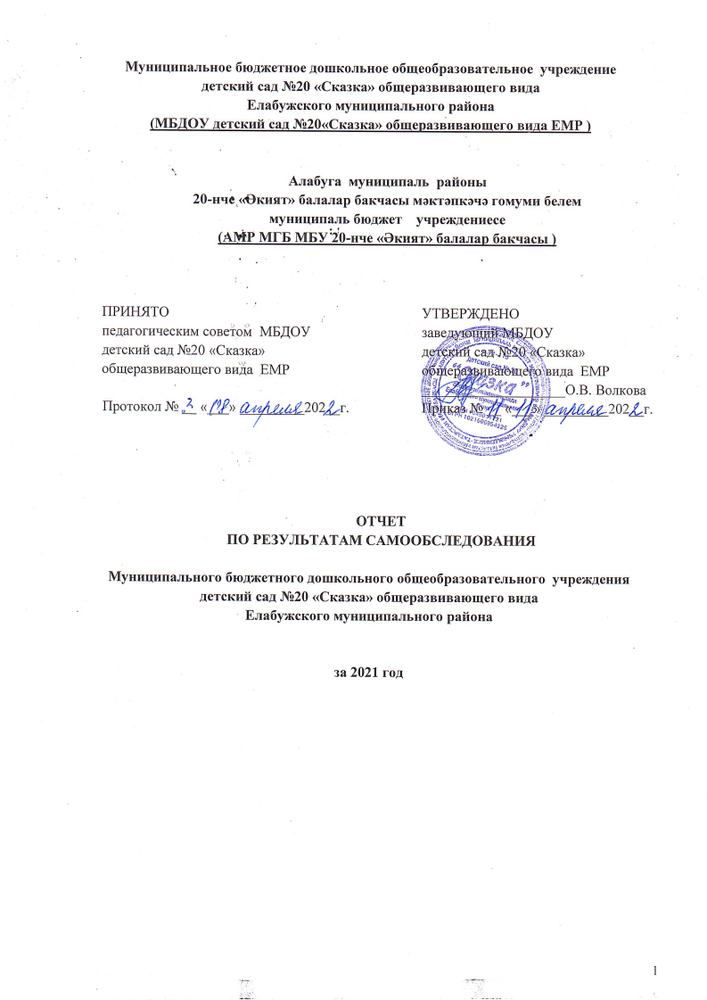 Муниципальное бюджетное дошкольное общеобразовательное учреждение
детский сад №20 «Сказка» общеразвивающего вида
Елабужского муниципального района
(МБДОУ детский сад №20«Сказка» общеразвивающего вида ЕМР )
Алабуга муниципаль районы
20-нче «Әкият» балалар бакчасы мәктәпкәчә гомуми белем
муниципаль бюджет учреждениесе
(АМР МГБ МБУ 20-нче «Әкият» балалар бакчасы )
ПРИНЯТО
педагогическим советом МБДОУ
детский сад №20 «Сказка»
общеразвивающего вида ЕМР
Протокол № 3 «08» апреля 2022 г.
УТВЕРЖДЕНО
заведующий МБДОУ
детский сад №20 «Сказка»
общеразвивающего вида ЕМР
О.В. Волкова
Приказ № апреля 2022 г.
Детский сад
Сказка
ОГРН
ОТЧЕТ
ПО РЕЗУЛЬТАТАМ САМООБСЛЕДОВАНИЯ
Муниципального бюджетного дошкольного общеобразовательного учреждения
детский сад №20 «Сказка» общеразвивающего вида
Елабужского муниципального района
за 2021 год
1